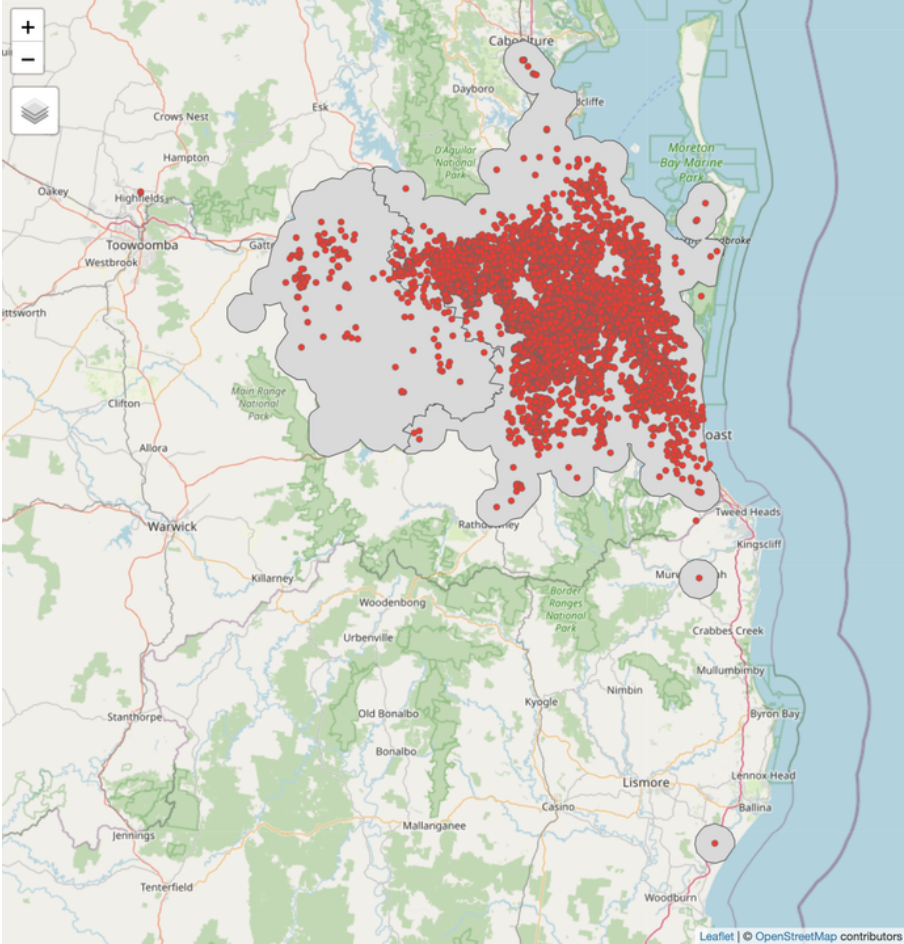 +
Caboolture
−
Dayboro
dcliffe
Esk
Crows Nest
D'Aguilar
National
Park
Moreton
Bay Marine
Park
Hampton
Oakey
Highfields
Toowoomba
Gatt
Westbrook
ittsworth
Main Range
National
Park
Clifton
oast
Allora
Tweed Heads
Warwick
Kingscliff
Killarney
Border
Ranges
National
Park
Woodenbong
Crabbes Creek
Urbenville
Mullumbimby
Nimbin
Kyogle
Old Bonalbo
Byron Bay
Stanthorpe
Bonalbo
Lennox Head
Lismore
Casino
Ballina
Mallanganee
Jennings
Tenterfield
Woodburn
Leaflet | © OpenStreetMap contributors